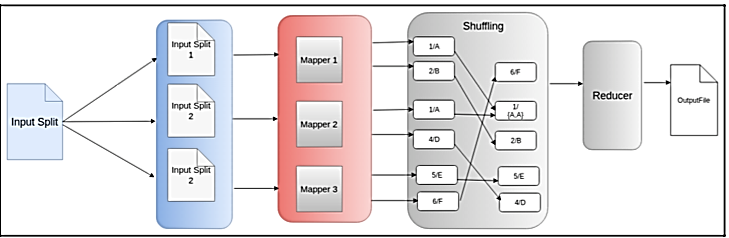 Input Split
Input Split
1
Input Split
2
Input Split
2
Mapper 1
Mapper 2
Mapper 3
Shuffling
1/A
2/B
1/A
4/D
5/E
6/F
6/F
1/
{A,A}
2/B
5/E
4/D
Reducer
OutputFile